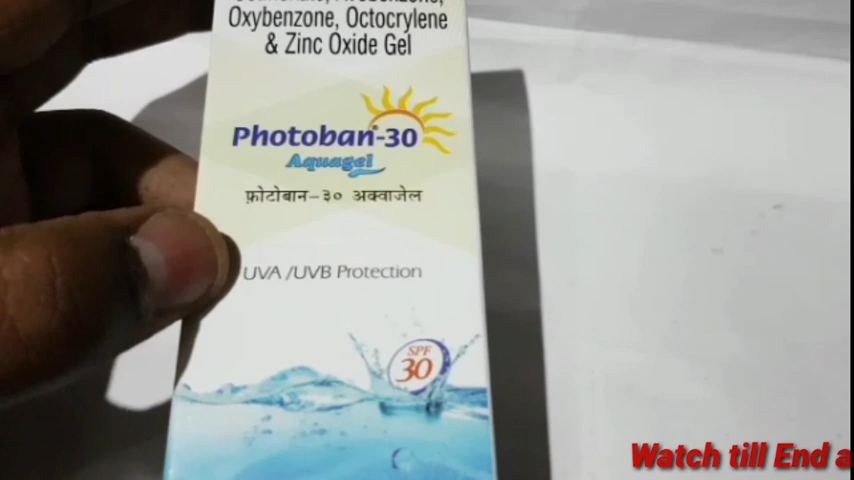 Oxybenzone, Octocrylene
& Zinc Oxide Gel
Photoban®-30
Aquagel
फ़ोटोबान-३० अक्वाजेल
UVA /UVB Protection
SPF
30
Watch till End a